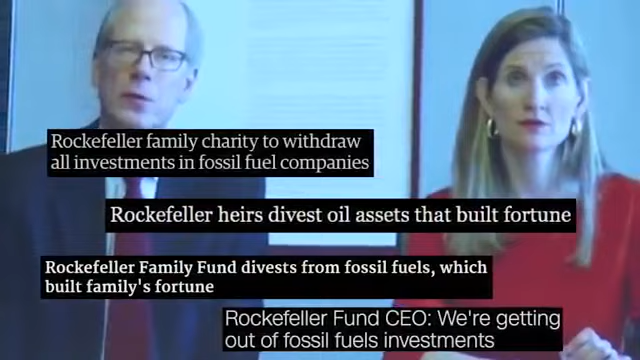 Rockefeller family charity to withdraw
all investments in fossil fuel companies
Rockefeller heirs divest oil assets that built fortune
Rockefeller Family Fund divests from fossil fuels, which
built family's fortune
Rockefeller Fund CEO: We're getting
out of fossil fuels investments